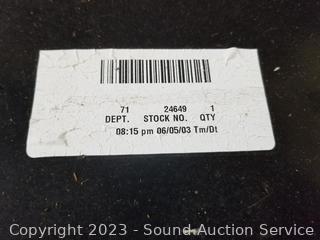 71 24649 1
DEPT. STOCK NO. QTY
08:15 pm 06/05/03 Tm/Dt
Copyright 2023 - Sound Auction Service